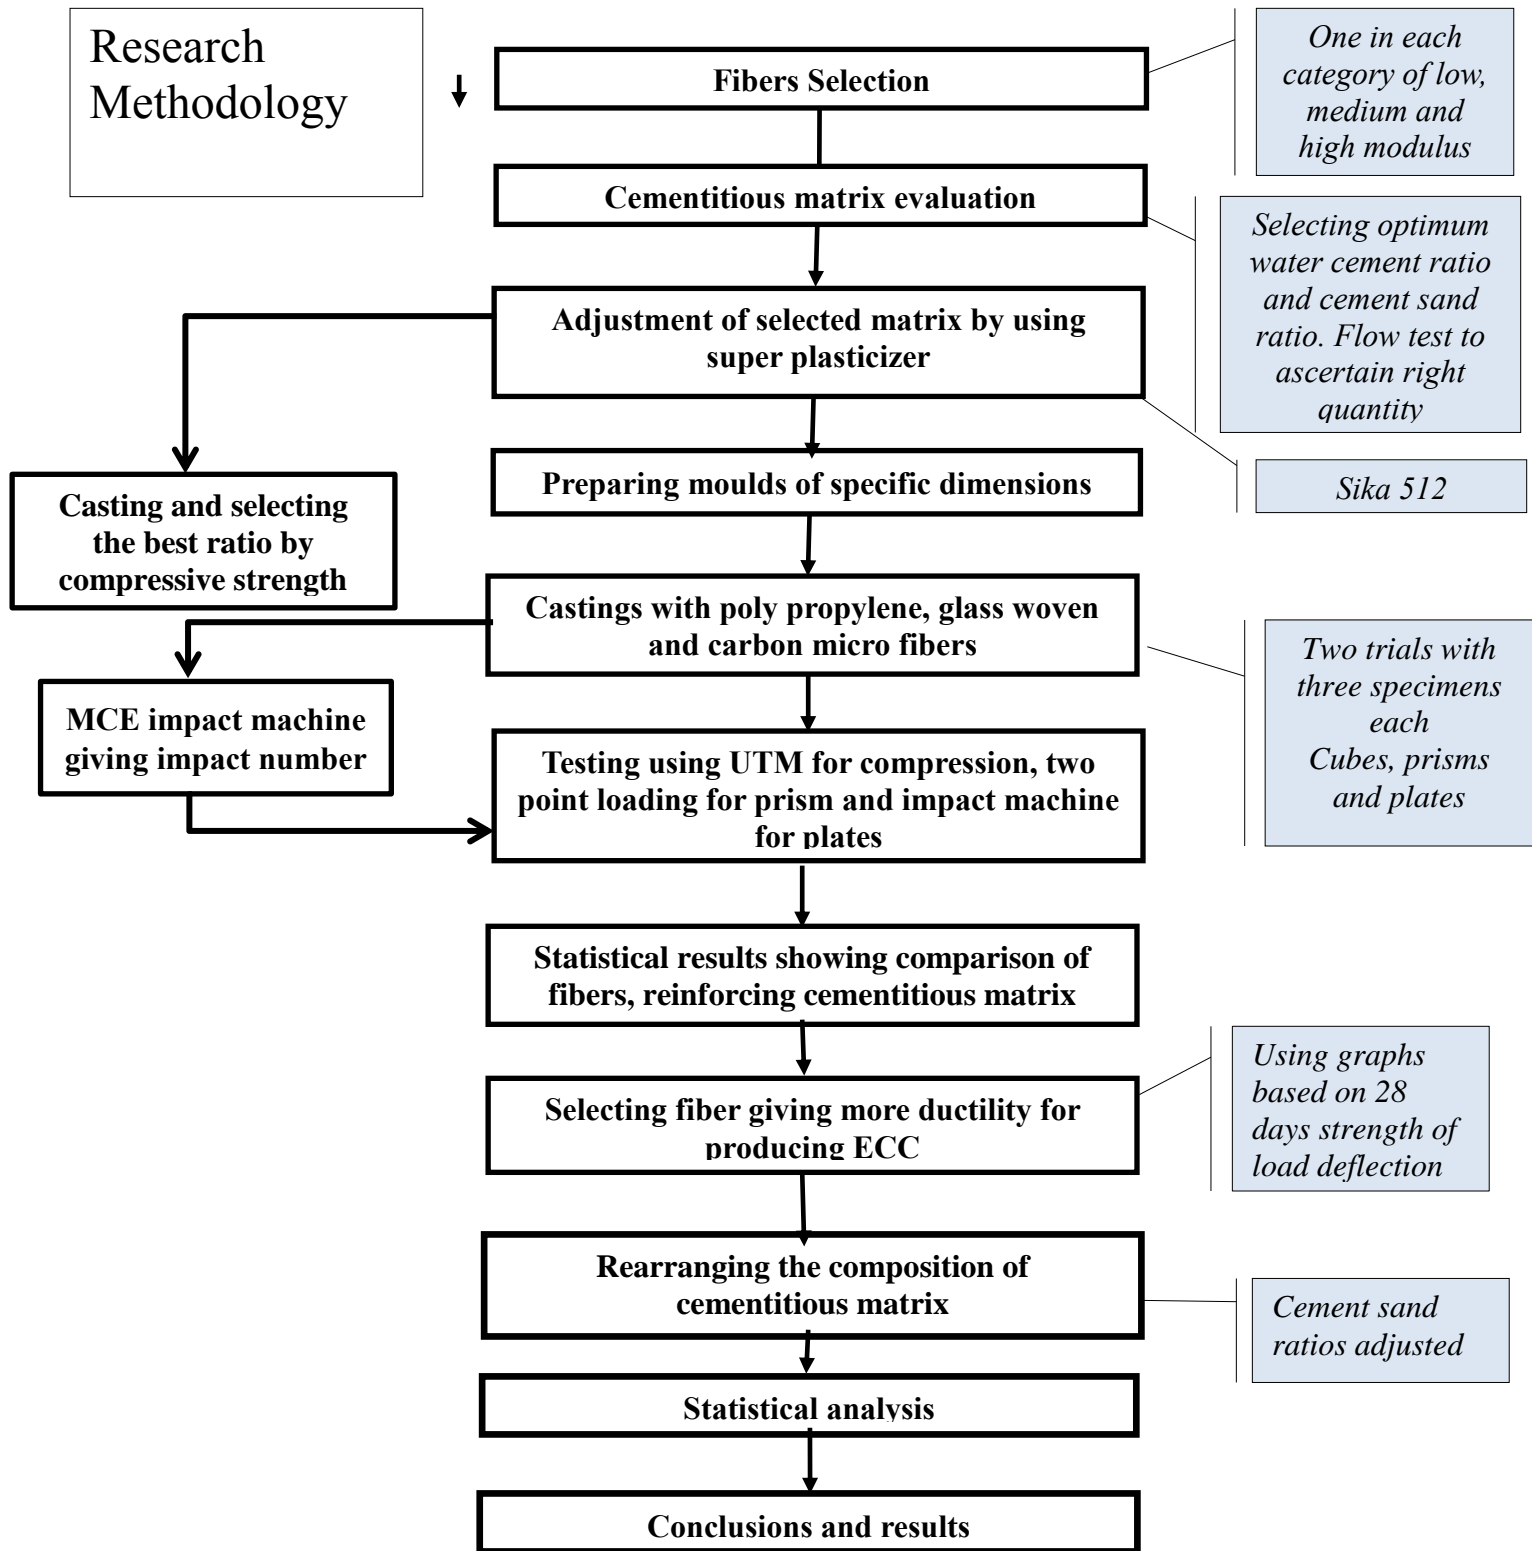 Research
Methodology
Fibers Selection
One in each
category of low,
medium and
high modulus
Cementitious matrix evaluation
Selecting optimum
water cement ratio
and cement sand
ratio. Flow test to
ascertain right
quantity
Adjustment of selected matrix by using
super plasticizer
Sika 512
Casting and selecting
the best ratio by
compressive strength
Preparing moulds of specific dimensions
Castings with poly propylene, glass woven
and carbon micro fibers
Two trials with
three specimens
each
Cubes, prisms
and plates
MCE impact machine
giving impact number
Testing using UTM for compression, two
point loading for prism and impact machine
for plates
Statistical results showing comparison of
fibers, reinforcing cementitious matrix
Selecting fiber giving more ductility for
producing ECC
Using graphs
based on 28
days strength of
load deflection
Rearranging the composition of
cementitious matrix
Cement sand
ratios adjusted
Statistical analysis
Conclusions and results